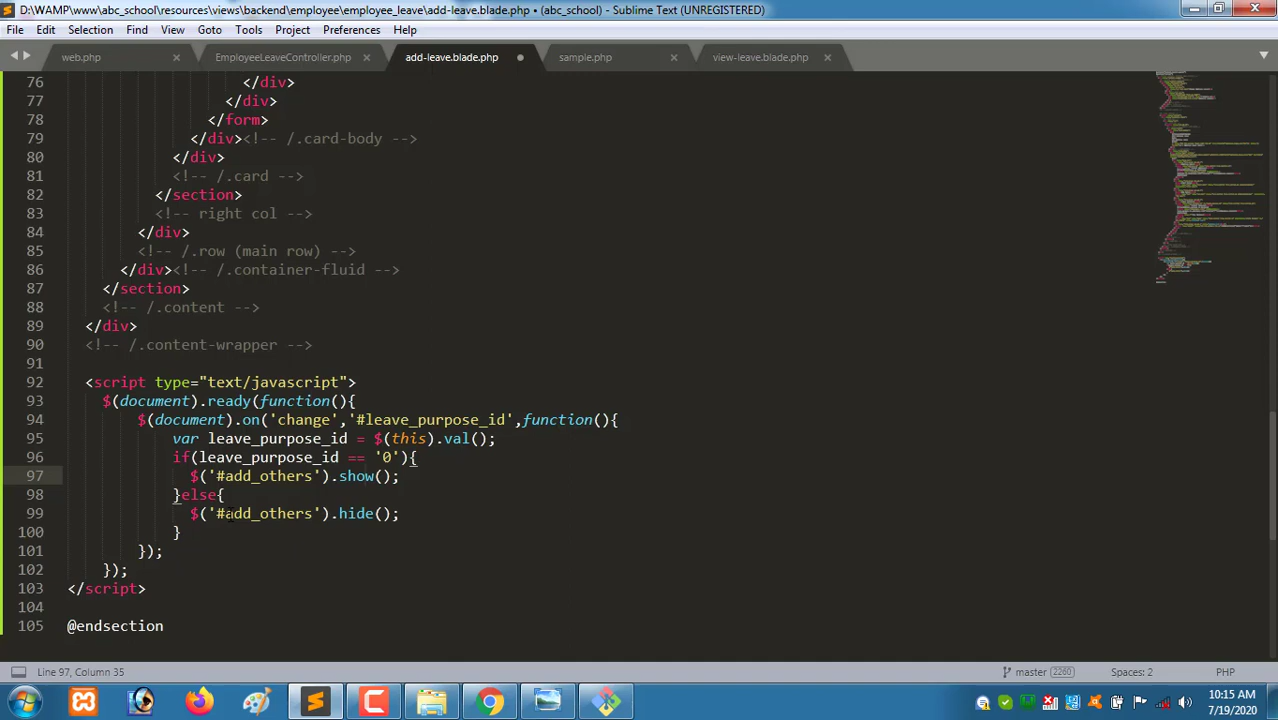 D:\WAMP\www\abc_school\resources\views\backend\employee\employee_leave\add-leave.blade.php • (abc_school) - Sublime Text (UNREGISTERED)
File Edit Selection Find View Goto Tools Project Preferences Help
web.php EmployeeLeaveController.php add-leave.blade.php sample.php view-leave.blade.php
76 </div>
77 </div>
78 </form>
79 </div><!-- /.card-body -->
80 </div>
81 <!-- /.card -->
82 </section>
83 <!-- right col -->
84 </div>
85 <!-- /.row (main row) -->
86 </div><!-- /.container-fluid -->
87 </section>
88 <!-- /.content -->
89 </div>
90 <!-- /.content-wrapper -->
91
92 <script type="text/javascript">
93 $(document).ready(function(){
94 $(document).on('change','#leave_purpose_id',function(){
95 var leave_purpose_id = $(this).val();
96 if(leave_purpose_id == '0'){
97 $('#add_others').show();
98 }else{
99 $('#add_others').hide();
100 }
101 });
102 });
103 </script>
104
105 @endsection
Line 97, Column 35 master 2260 Spaces: 2 PHP
10:15 AM
7/19/2020